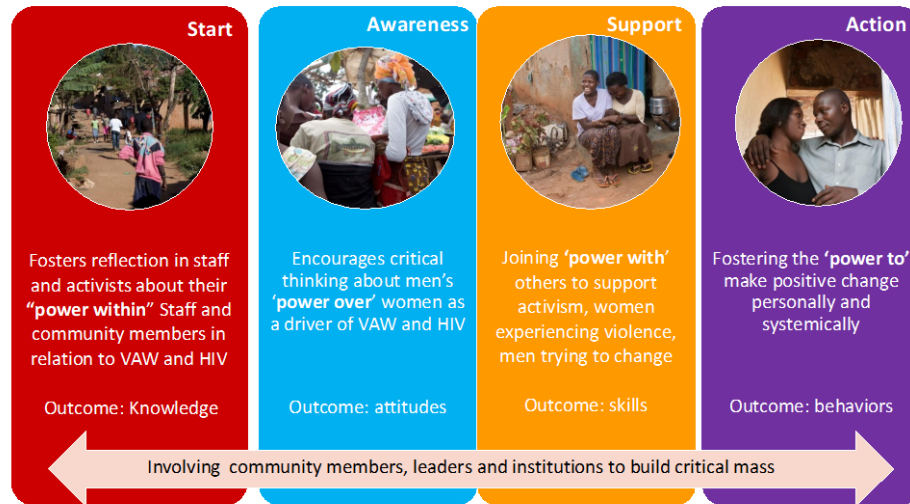 Start
Fosters reflection in staff
and activists about their
“power within” Staff and
community members in
relation to VAW and HIV
Outcome: Knowledge
Awareness
Encourages critical
thinking about men’s
‘power over’ women as
a driver of VAW and HIV
Outcome: attitudes
Support
Joining ‘power with’
others to support
activism, women
experiencing violence,
men trying to change
Outcome: skills
Action
Fostering the ‘power to’
make positive change
personally and
systemically
Outcome: behaviors
Involving community members, leaders and institutions to build critical mass